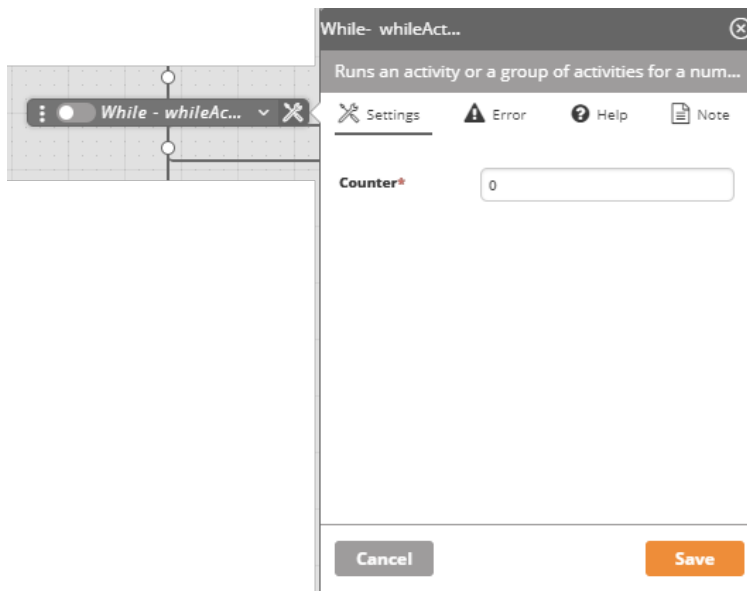 While- whileAct...
Runs an activity or a group of activities for a num...
While - whileAc...
Settings
Error
Help
Note
Counter*
0
Cancel
Save